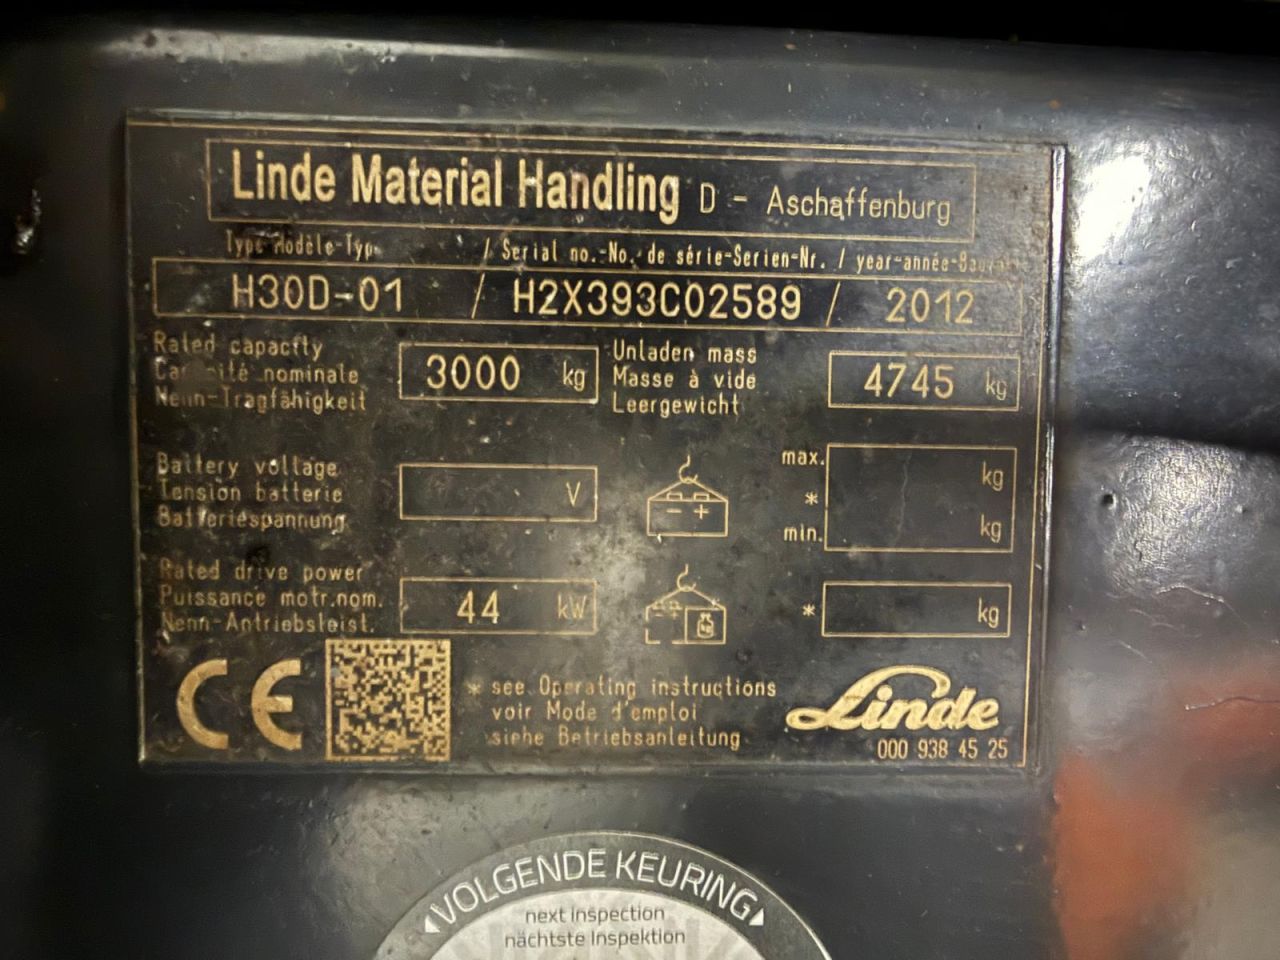 Linde Material Handling D - Aschaffenburg
Type-Modèle-Typ / Serial no.-No. de série-Serien-Nr. / year-année-Baujahr
H30D-01 / H2X393C02589 / 2012
Rated capacity
Capacité nominale
Nenn-Tragfähigkeit
3000 kg
Unladen mass
Masse à vide
Leergewicht
4745 kg
Battery voltage
Tension batterie
Batteriespannung
V
max. kg
*
min. kg
Rated drive power
Puissance motr.nom.
Nenn-Antriebsleist.
44 kW
* kg
CE
* see Operating instructions
voir Mode d'emploi
siehe Betriebsanleitung
Linde
000 938 45 25
VOLGENDE KEURING
next inspection
nächste Inspektion